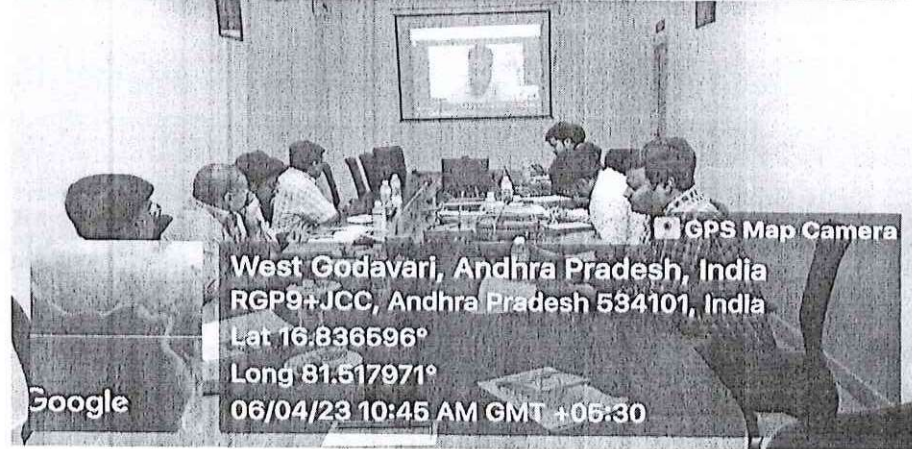 GPS Map Camera
West Godavari, Andhra Pradesh, India
RGP9+JCC, Andhra Pradesh 534101, India
Lat 16.836596°
Long 81.517971°
06/04/23 10:45 AM GMT +05:30
Google